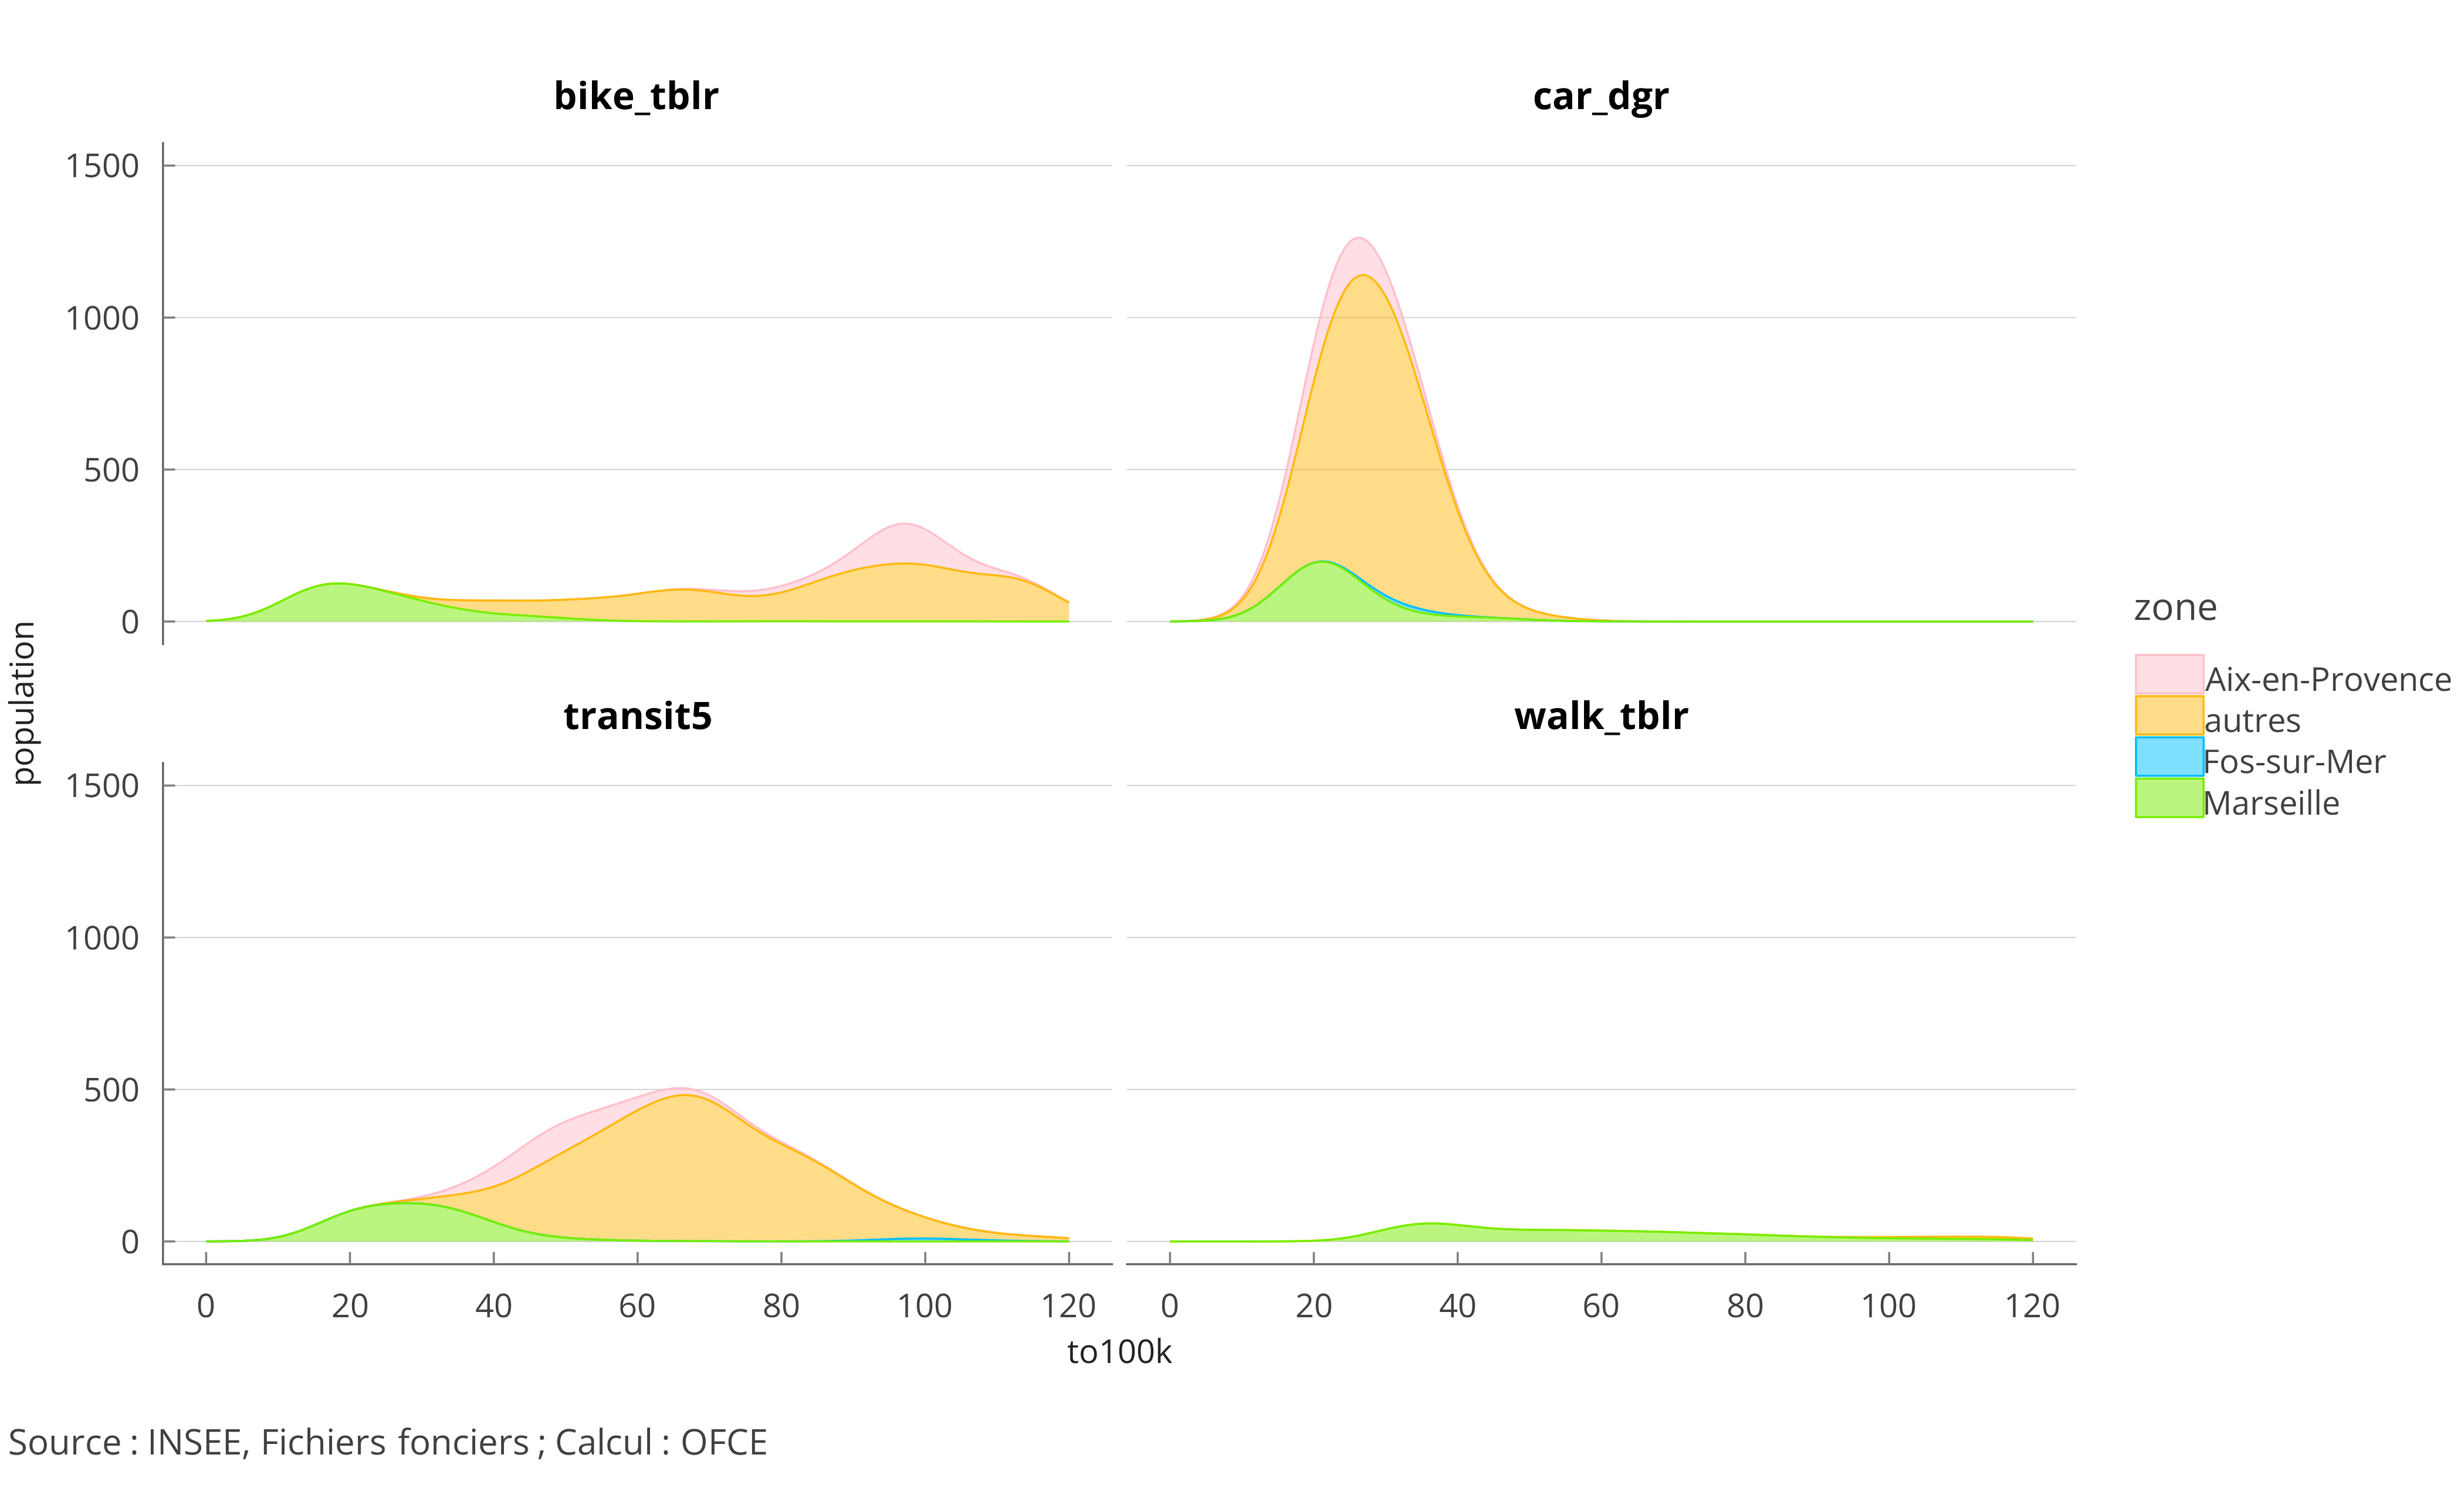 bike_tblr
car_dgr
1500
1000
500
0
transit5
walk_tblr
1500
1000
500
0
0 20 40 60 80 100 120
0 20 40 60 80 100 120
population
to100k
zone
Aix-en-Provence
autres
Fos-sur-Mer
Marseille
Source : INSEE, Fichiers fonciers ; Calcul : OFCE